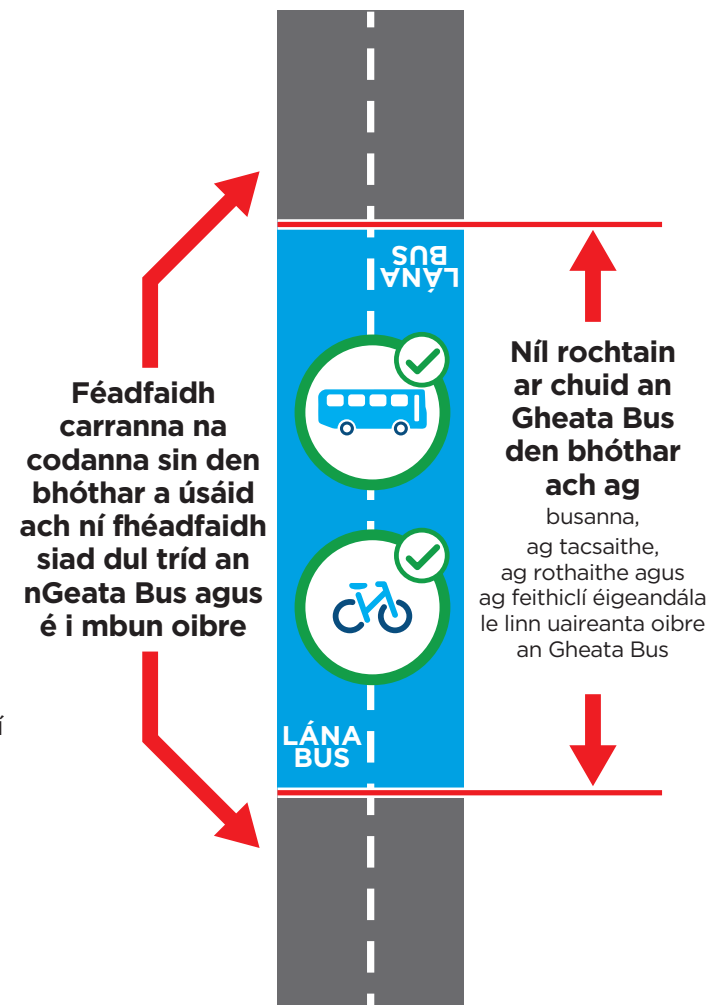 BUS
LÁNA
Féadfaidh
carranna na
codanna sin den
bhóthar a úsáid
ach ní fhéadfaidh
siad dul tríd an
nGeata Bus agus
é i mbun oibre
Níl rochtain
ar chuid an
Gheata Bus
den bhóthar
ach ag
busanna,
ag tacsaithe,
ag rothaithe agus
ag feithiclí éigeandála
le linn uaireanta oibre
an Gheata Bus
í
LÁNA
BUS